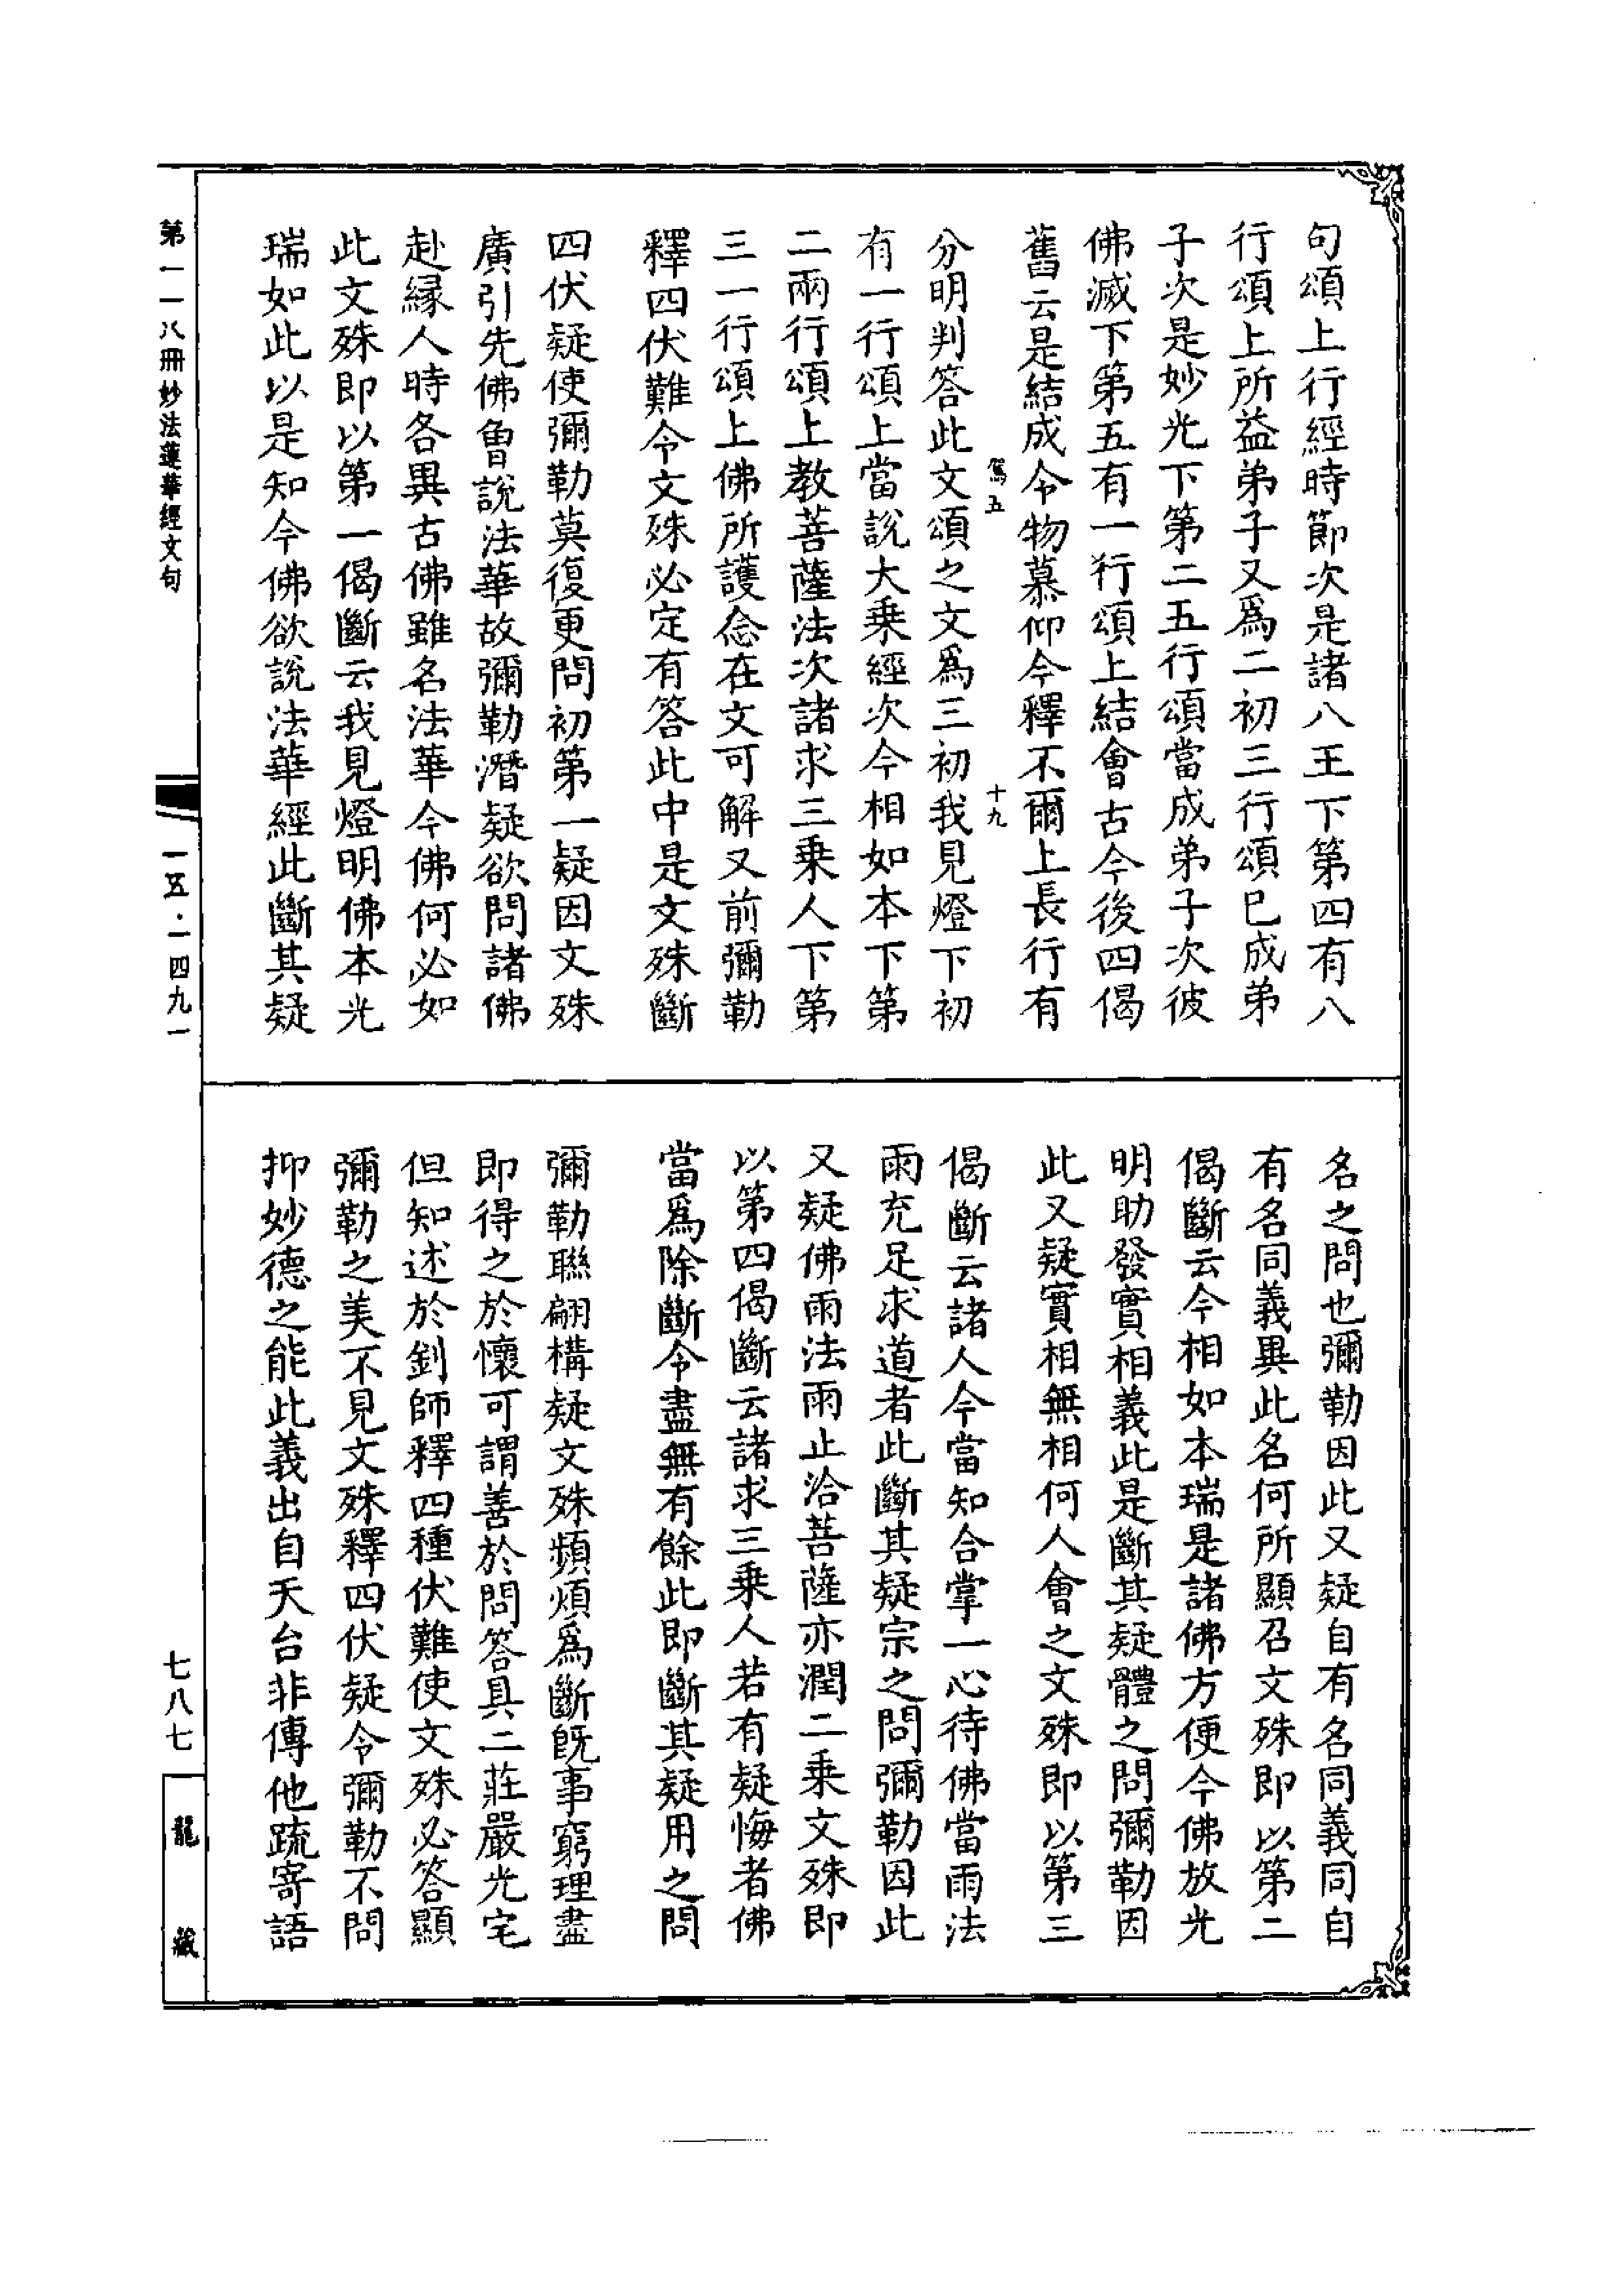 句頌上行經時節次是諸八王下第四有八
行頌上所益弟子又爲二初三行頌已成弟
子次是妙光下第二五行頌當成弟子次彼
佛滅下第五有一行頌上結會古今後四偈
舊云是結成令物慕仰今釋不爾上長行有
駕五
十九
分明判答此文頌之文爲三初我見燈下初
有一行頌上當說大乗經次今相如本下第
二兩行頌上教菩薩法次諸求三乗人下第
三一行頌上佛所護念在文可解又前彌勒
釋四伏難令文殊必定有答此中是文殊斷
四伏疑使彌勒莫復更問初第一疑因文殊
廣引先佛曾說法華故彌勒潛疑欲問諸佛
赴縁人時各異古佛雖名法華今佛何必如
此文殊即以第一偈斷云我見燈明佛本光
瑞如此以是知今佛欲說法華經此斷其疑
名之問也彌勒因此又疑自有名同義同自
有名同義異此名何所顯召文殊即以第二
偈斷云今相如本瑞是諸佛方便今佛放光
明助發實相義此是斷其疑體之問彌勒因
此又疑實相無相何人會之文殊即以第三
偈斷云諸人今當知合掌一心待佛當雨法
雨充足求道者此斷其疑宗之問彌勒因此
又疑佛雨法雨止洽菩薩亦潤二乗文殊即
以第四偈斷云諸求三乗人若有疑悔者佛
當爲除斷令盡無有餘此即斷其疑用之問
彌勒聯翩構疑文殊頻煩爲斷既事窮理盡
即得之於懷可謂善於問答具二莊嚴光宅
但知述於釗師釋四種伏難使文殊必答顯
彌勒之美不見文殊釋四伏疑令彌勒不問
抑妙德之能此義出自天台非傳他疏寄語
第一一八冊妙法蓮華經文句
一五·一四九一
七八七
龍藏